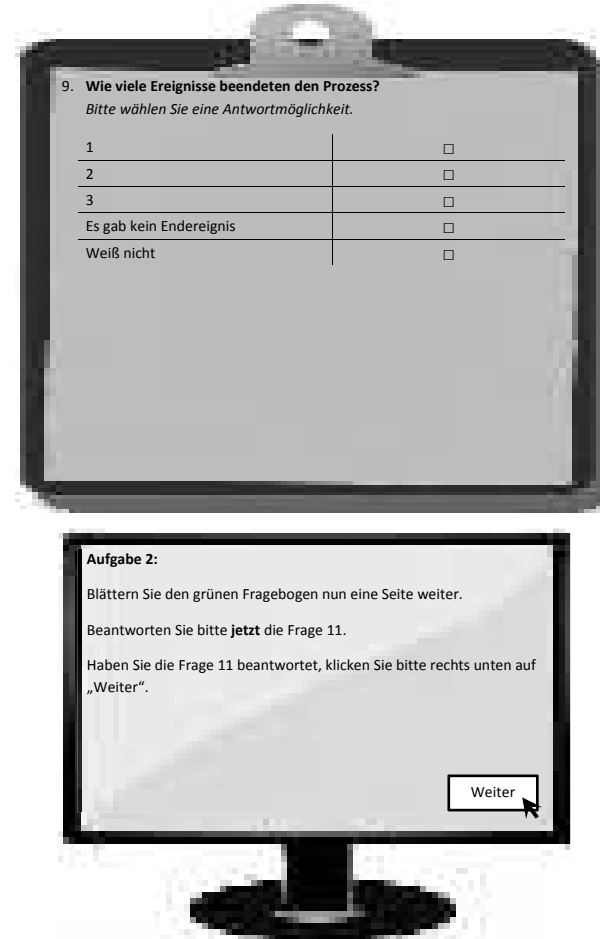 9. Wie viele Ereignisse beendeten den Prozess?
Bitte wählen Sie eine Antwortmöglichkeit.
1 □
2 □
3 □
Es gab kein Endereignis □
Weiß nicht □
Aufgabe 2:
Blättern Sie den grünen Fragebogen nun eine Seite weiter.
Beantworten Sie bitte jetzt die Frage 11.
Haben Sie die Frage 11 beantwortet, klicken Sie bitte rechts unten auf
„Weiter“.
Weiter